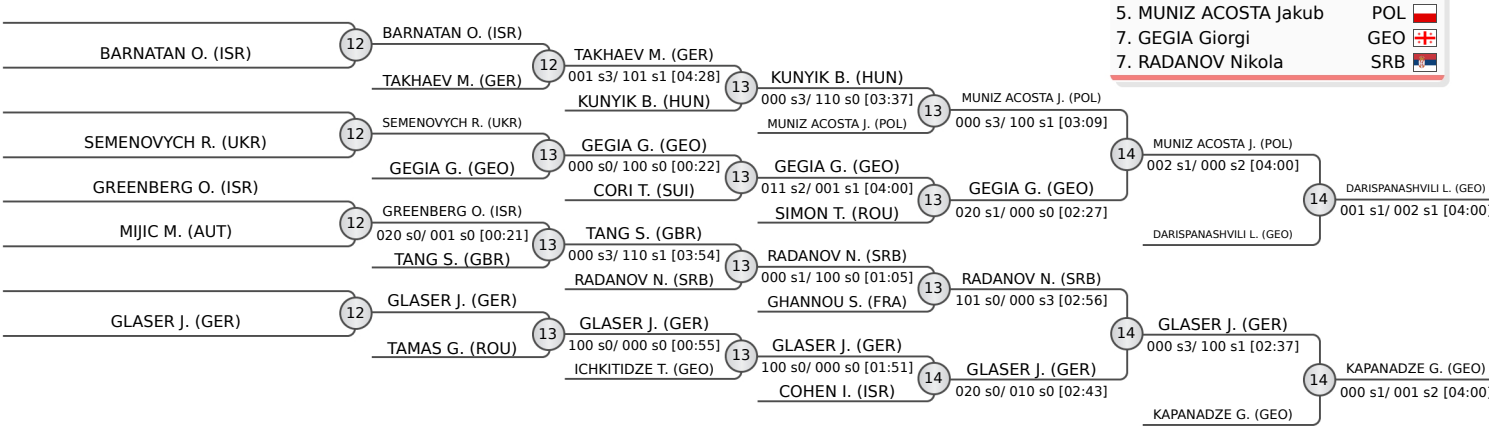 BARNATAN O. (ISR)
SEMENOVYCH R. (UKR)
GREENBERG O. (ISR)
MIJIC M. (AUT)
GLASER J. (GER)
12
12
12
12
BARNATAN O. (ISR)
TAKHAEV M. (GER)
SEMENOVYCH R. (UKR)
GEGIA G. (GEO)
GREENBERG O. (ISR)
020 s0/ 001 s0 [00:21]
TANG S. (GBR)
GLASER J. (GER)
TAMAS G. (ROU)
12
13
13
13
TAKHAEV M. (GER)
001 s3/ 101 s1 [04:28]
KUNYIK B. (HUN)
GEGIA G. (GEO)
000 s0/ 100 s0 [00:22]
CORI T. (SUI)
TANG S. (GBR)
000 s3/ 110 s1 [03:54]
RADANOV N. (SRB)
GLASER J. (GER)
100 s0/ 000 s0 [00:55]
ICHKITIDZE T. (GEO)
13
13
13
13
KUNYIK B. (HUN)
000 s3/ 110 s0 [03:37]
MUNIZ ACOSTA J. (POL)
GEGIA G. (GEO)
011 s2/ 001 s1 [04:00]
SIMON T. (ROU)
RADANOV N. (SRB)
000 s1/ 100 s0 [01:05]
GHANNOU S. (FRA)
GLASER J. (GER)
100 s0/ 000 s0 [01:51]
COHEN I. (ISR)
13
13
13
14
MUNIZ ACOSTA J. (POL)
000 s3/ 100 s1 [03:09]
GEGIA G. (GEO)
020 s1/ 000 s0 [02:27]
RADANOV N. (SRB)
101 s0/ 000 s3 [02:56]
GLASER J. (GER)
020 s0/ 010 s0 [02:43]
14
14
5. MUNIZ ACOSTA Jakub POL
7. GEGIA Giorgi GEO
7. RADANOV Nikola SRB
MUNIZ ACOSTA J. (POL)
002 s1/ 000 s2 [04:00]
DARISPANASHVILI L. (GEO)
GLASER J. (GER)
000 s3/ 100 s1 [02:37]
KAPANADZE G. (GEO)
14
14
DARISPANASHVILI L. (GEO)
001 s1/ 002 s1 [04:00]
KAPANADZE G. (GEO)
000 s1/ 001 s2 [04:00]